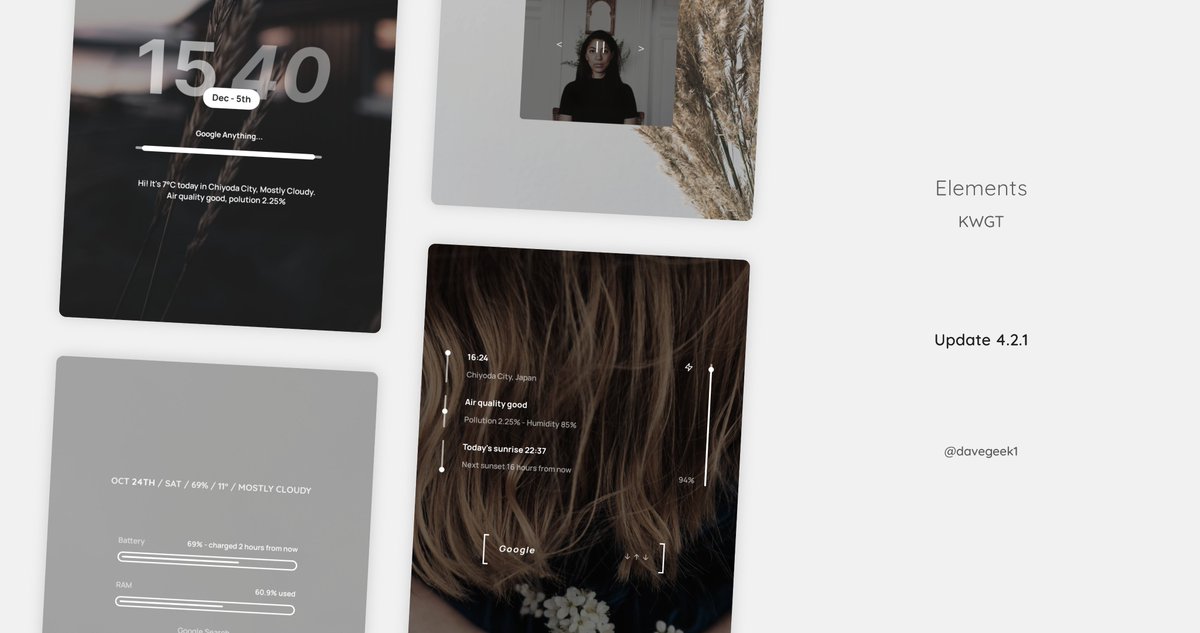 15 40
Dec - 5th
Google Anything...
Hi! It's 7°C today in Chiyoda City, Mostly Cloudy.
Air quality good, polution 2.25%
OCT 24TH / SAT / 69% / 11° / MOSTLY CLOUDY
Battery
69% - charged 2 hours from now
RAM
60.9% used
Google Search
< || >
16:24
Chiyoda City, Japan
Air quality good
Pollution 2.25% - Humidity 85%
Today's sunrise 22:37
Next sunset 16 hours from now
94%
[ Google
↓ ↑ ↓ ]
Elements
KWGT
Update 4.2.1
@davegeek1